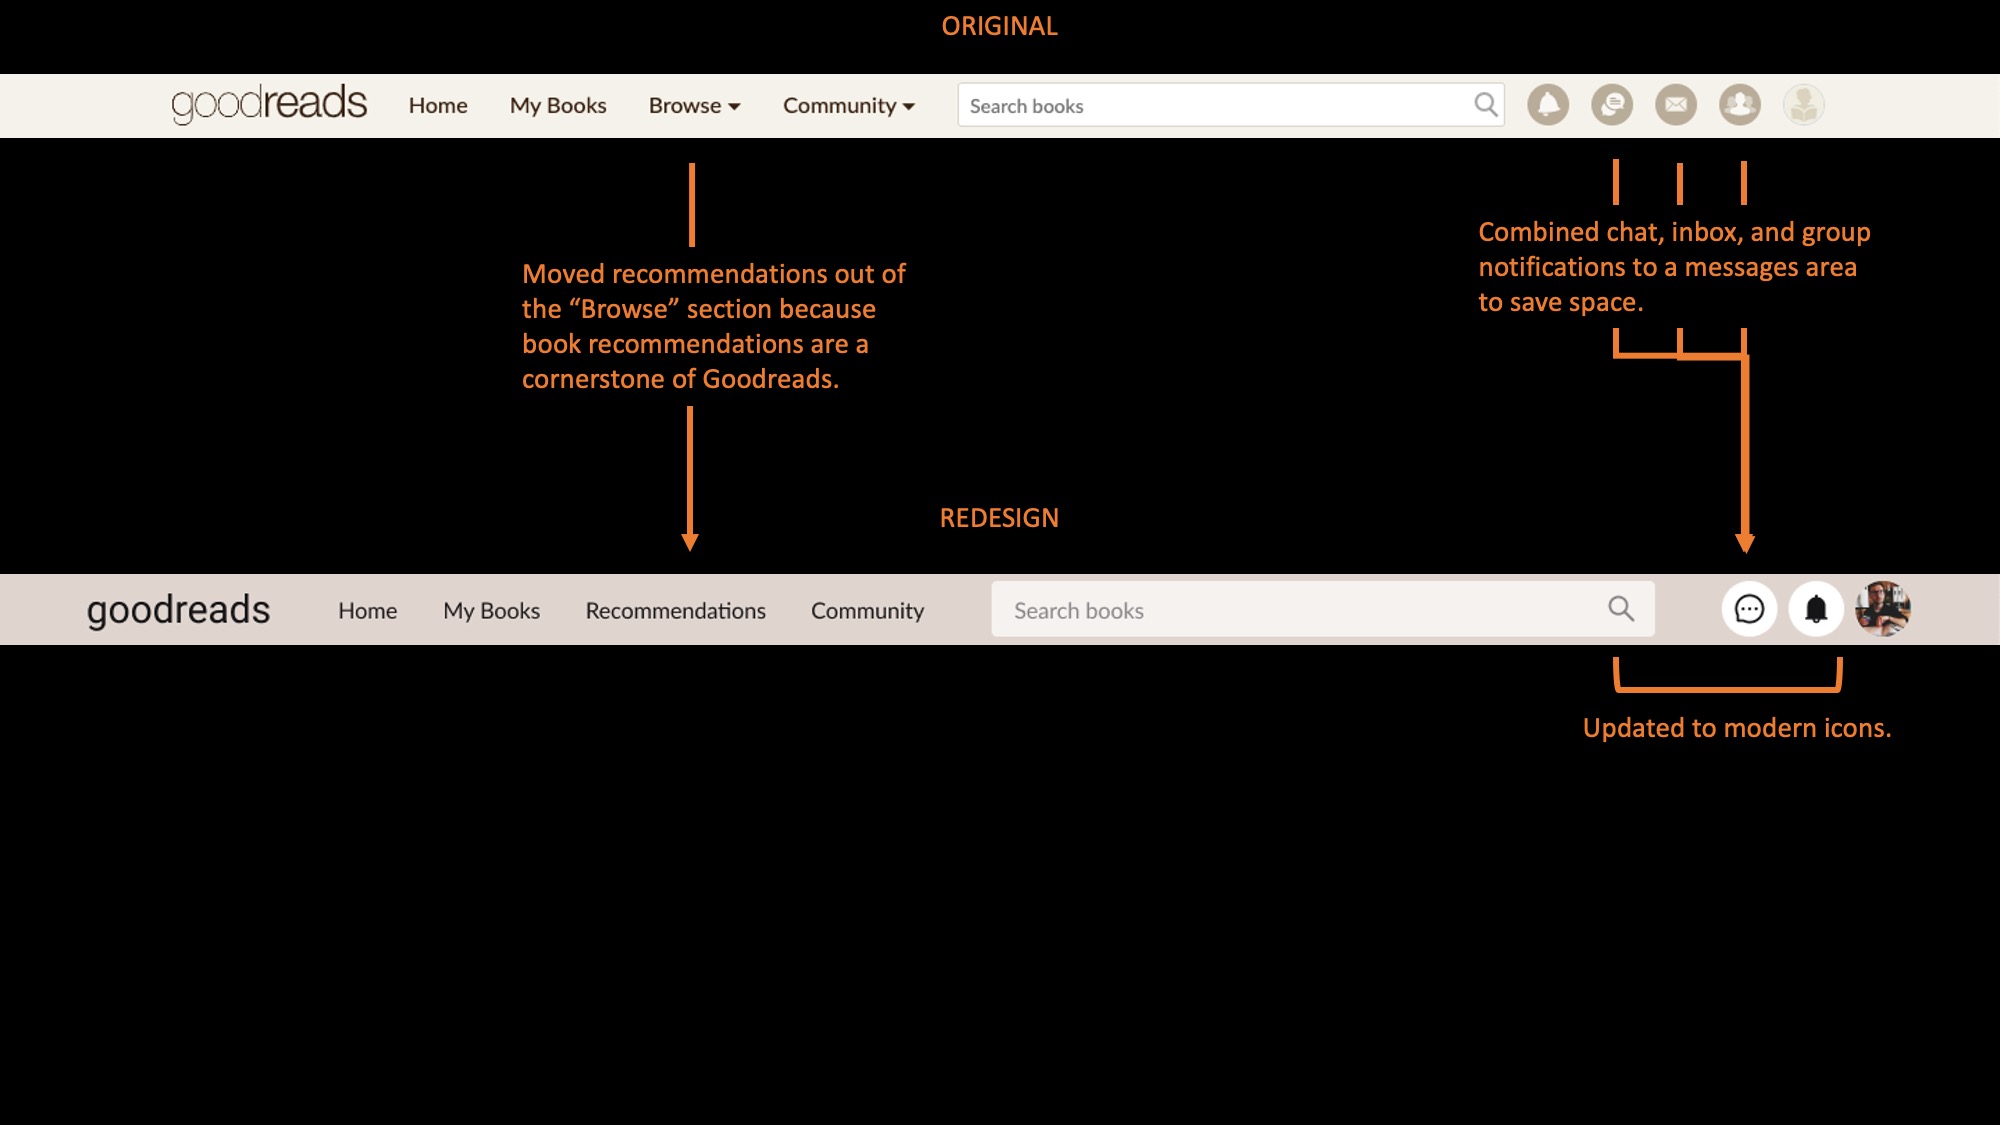 ORIGINAL
goodreads Home My Books Browse Community Search books
Moved recommendations out of
the “Browse” section because
book recommendations are a
cornerstone of Goodreads.
Combined chat, inbox, and group
notifications to a messages area
to save space.
REDESIGN
goodreads Home My Books Recommendations Community Search books
Updated to modern icons.